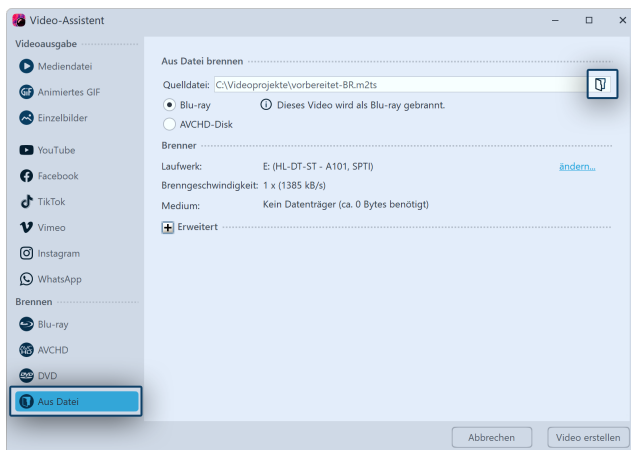 Video-Assistent
Videoausgabe
Mediendatei
GIF
Animiertes GIF
Einzelbilder
YouTube
Facebook
TikTok
Vimeo
Instagram
WhatsApp
Brennen
Blu-ray
AVCHD
DVD
Aus Datei
Aus Datei brennen
Quelldatei: C:\Videoprojekte\vorbereitet-BR.m2ts
Blu-ray Dieses Video wird als Blu-ray gebrannt.
AVCHD-Disk
Brenner
Laufwerk: E: (HL-DT-ST - A101, SPTI) ändern...
Brenngeschwindigkeit: 1 x (1385 kB/s)
Medium: Kein Datenträger (ca. 0 Bytes benötigt)
Erweitert
Abbrechen Video erstellen